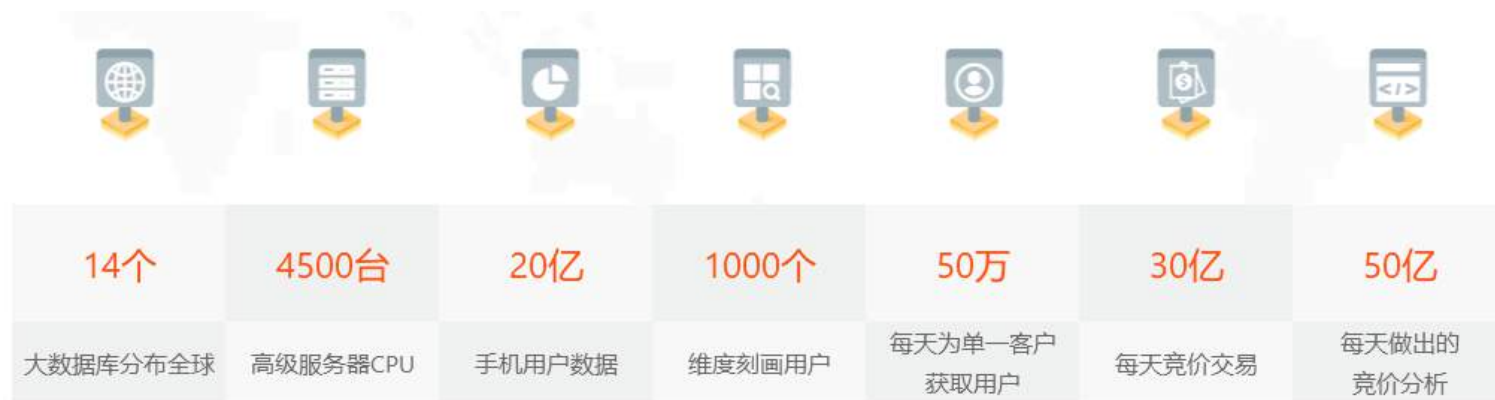 </>
14个 4500台 20亿 1000个 50万 30亿 50亿
大数据库分布全球 高级服务器CPU 手机用户数据 维度刻画用户 每天为单一客户 每天竞价交易 每天做出的
获取用户 竞价分析